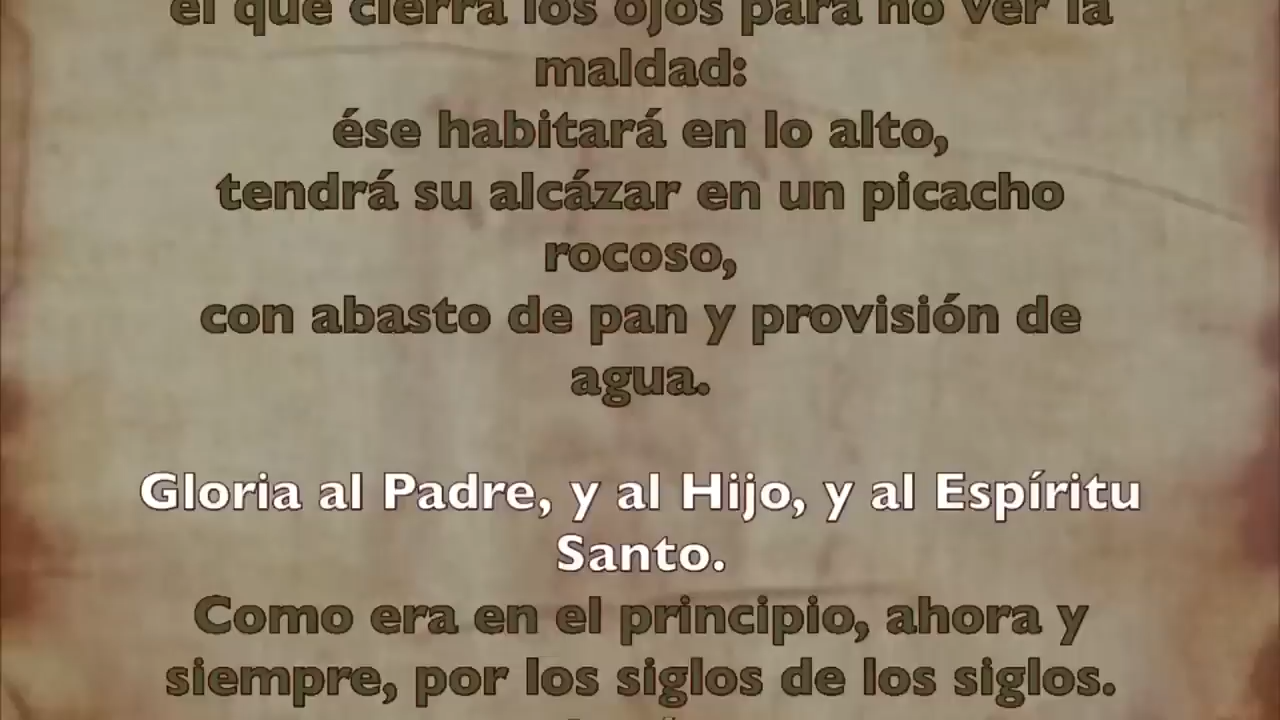 el que cierra los ojos para no ver la
maldad:
ése habitará en lo alto,
tendrá su alcázar en un picacho
rocoso,
con abasto de pan y provisión de
agua.
Gloria al Padre, y al Hijo, y al Espíritu
Santo.
Como era en el principio, ahora y
siempre, por los siglos de los siglos.